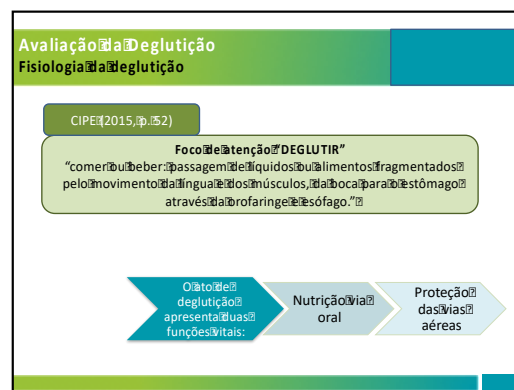 Avaliação da Deglutição
Fisiologia da deglutição
CIPE (2015, p. 52)
Foco de atenção "DEGLUTIR"
"comer ou beber: passagem de líquidos ou alimentos fragmentados
pelo movimento da língua e dos músculos, da boca para o estômago
através da orofaringe e esófago."
O ato de
deglutição
apresenta duas
funções vitais:
Nutrição via
oral
Proteção
das vias
aéreas